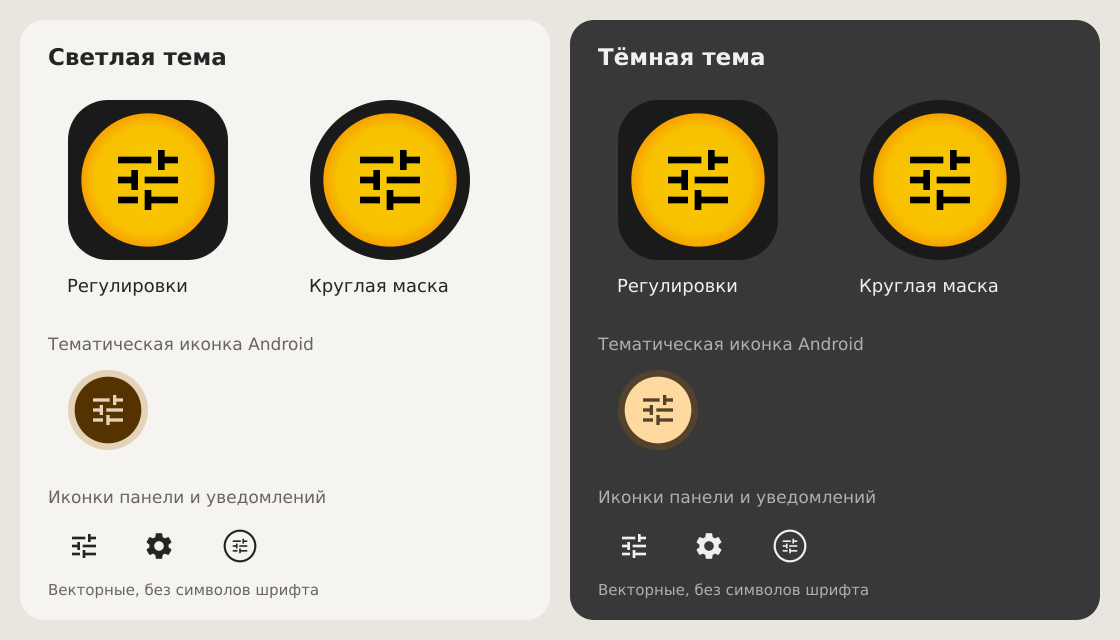 Светлая тема
Регулировки
Круглая маска
Тематическая иконка Android
Иконки панели и уведомлений
Векторные, без символов шрифта
Тёмная тема
Регулировки
Круглая маска
Тематическая иконка Android
Иконки панели и уведомлений
Векторные, без символов шрифта